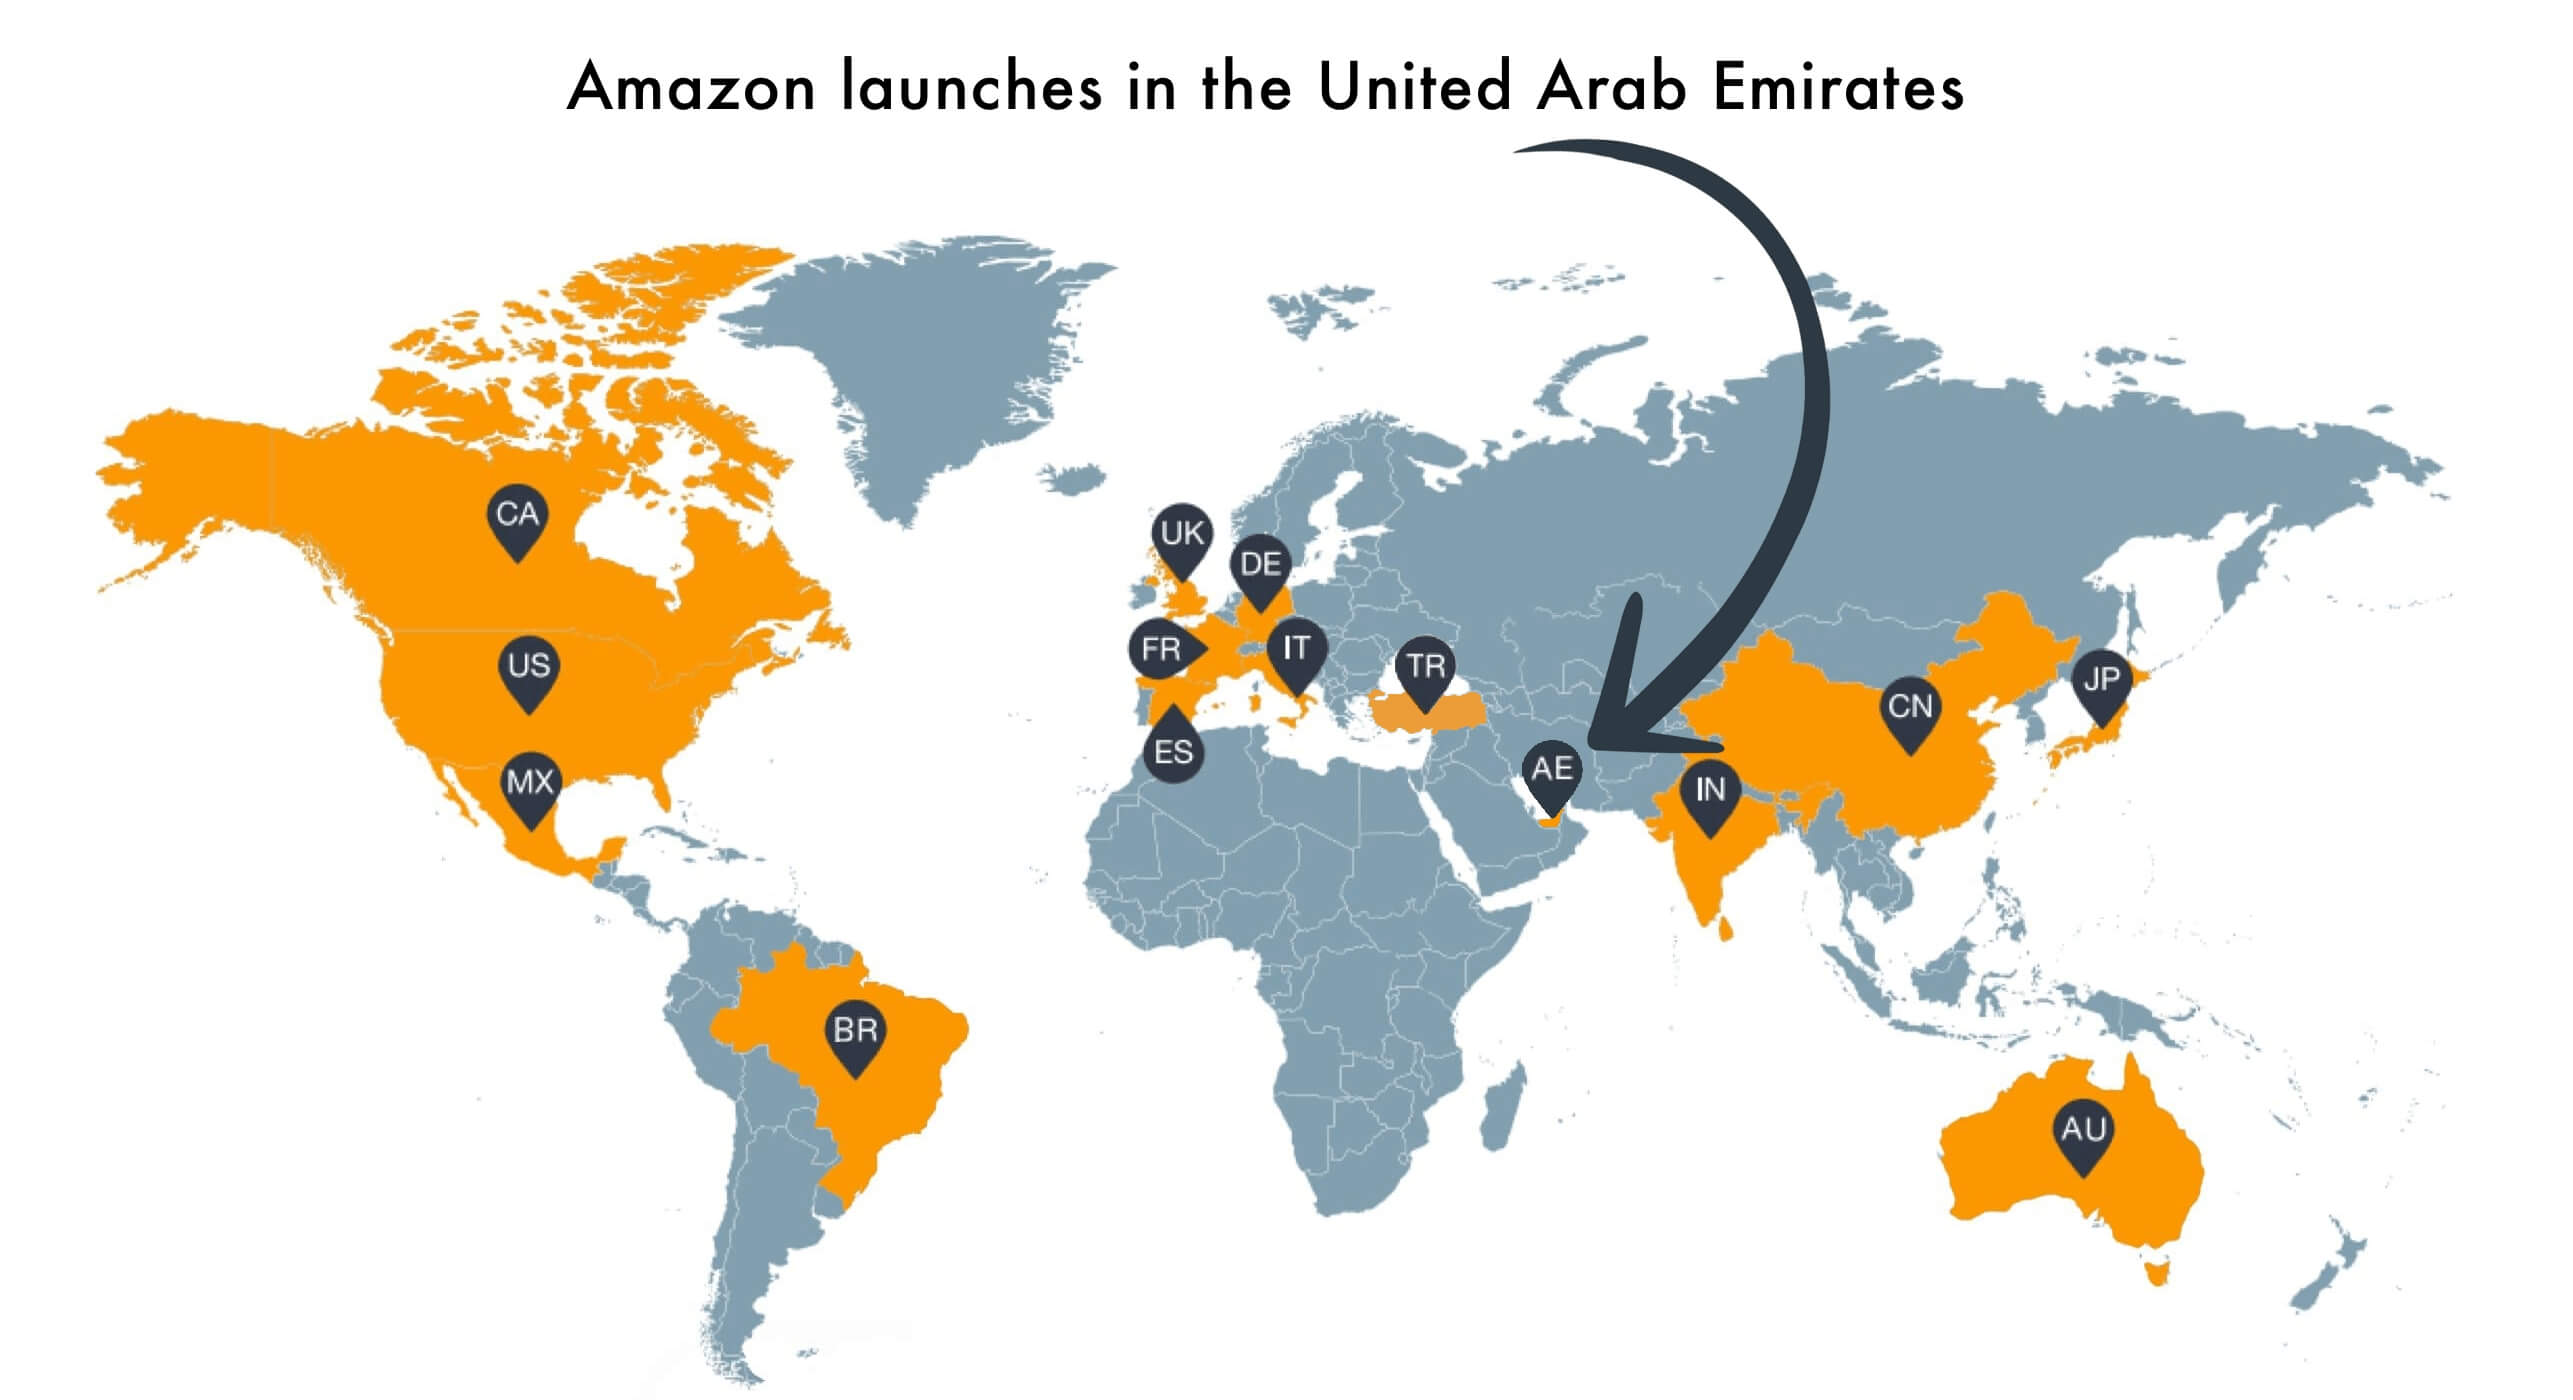 Amazon launches in the United Arab Emirates
CA
UK
DE
FR
IT
US
TR
ES
MX
AE
IN
CN
JP
BR
AU